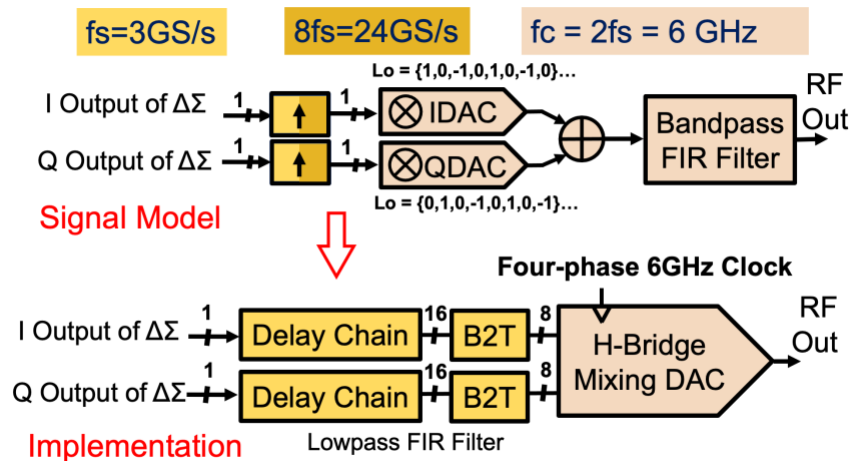 fs=3GS/s
8fs=24GS/s
fc = 2fs = 6 GHz
Lo = {1,0,-1,0,1,0,-1,0}...
I Output of ΔΣ
1
↑
1
⊗ IDAC
Q Output of ΔΣ
1
↑
1
⊗ QDAC
Lo = {0,1,0,-1,0,1,0,-1}...
Bandpass
FIR Filter
RF
Out
Signal Model
Four-phase 6GHz Clock
I Output of ΔΣ
1
Delay Chain
16
B2T
8
Q Output of ΔΣ
1
Delay Chain
16
B2T
8
H-Bridge
Mixing DAC
RF
Out
Implementation
Lowpass FIR Filter